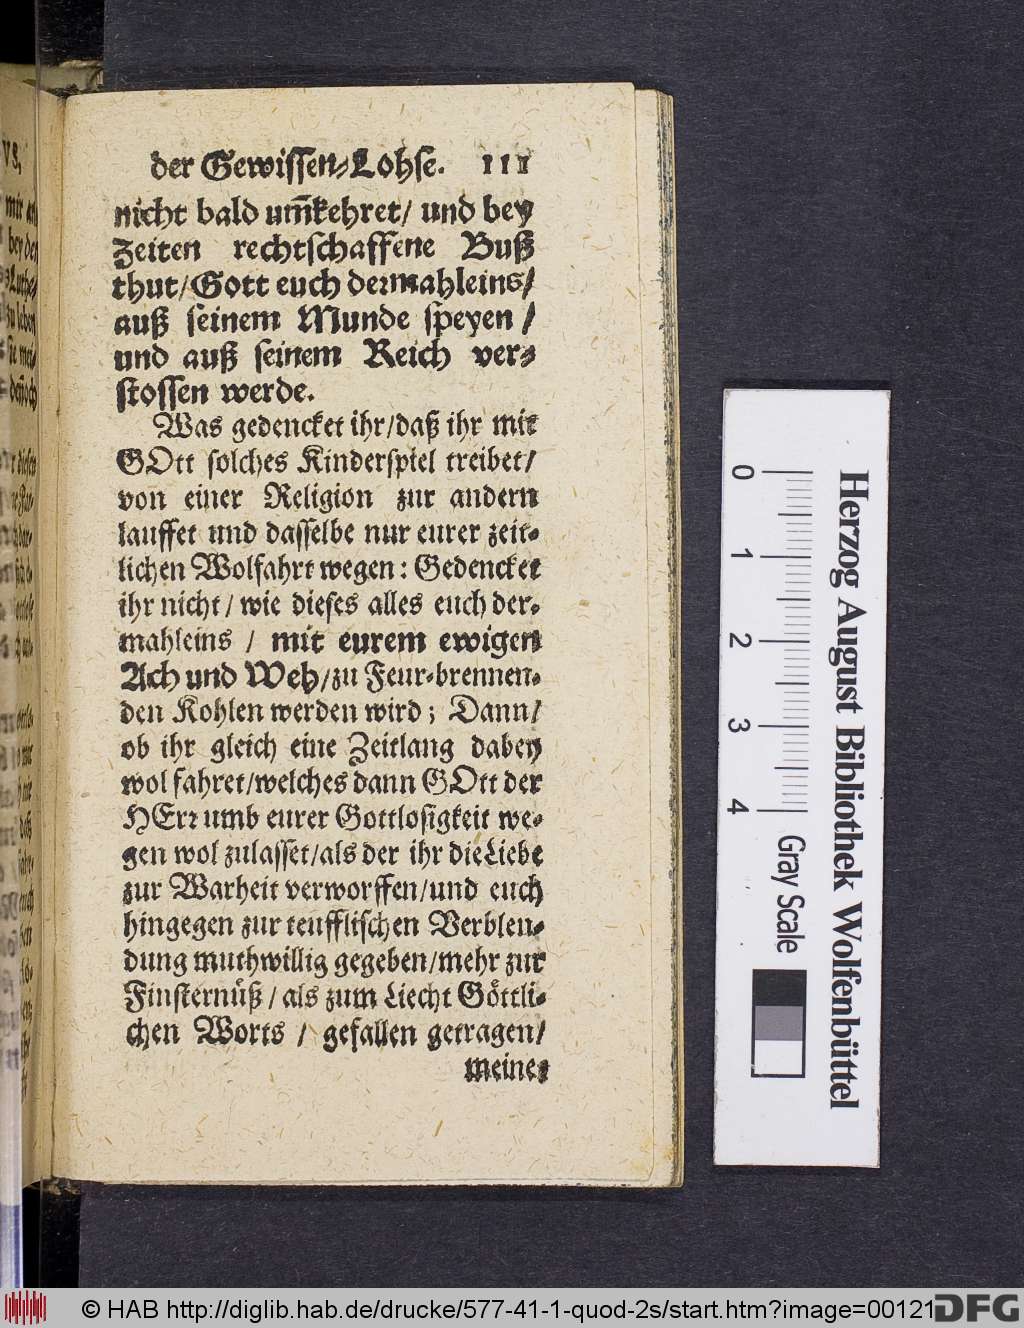 der Gewissen-Lohse. 111
nicht bald um̃kehret/ und bey
Zeiten rechtschaffene Buß
thut/Gott euch dermahleins/
auß seinem Munde speyen /
und auß seinem Reich ver-
stossen werde.
Was gedencket ihr/daß ihr mit
GOtt solches Kinderspiel treibet/
von einer Religion zur andern
lauffet und dasselbe nur eurer zeit-
lichen Wolfahrt wegen: Gedencket
ihr nicht/ wie dieses alles euch der-
mahleins / mit eurem ewigen
Ach und Weh/zu Feur-brennen-
den Kohlen werden wird; Dann/
ob ihr gleich eine Zeitlang dabey
wol fahret/welches dann GOtt der
HErr umb eurer Gottlosigkeit we-
gen wol zulasset/als der ihr die Liebe
zur Warheit verworffen/und euch
hingegen zur teufflischen Verblen-
dung muthwillig gegeben/mehr zur
Finsternüß/ als zum Liecht Göttli-
chen Worts / gefallen getragen/
meine
0 1 2 3 4
Gray Scale
Herzog August Bibliothek Wolfenbüttel
© HAB http://diglib.hab.de/drucke/577-41-1-quod-2s/start.htm?image=00121
DFG